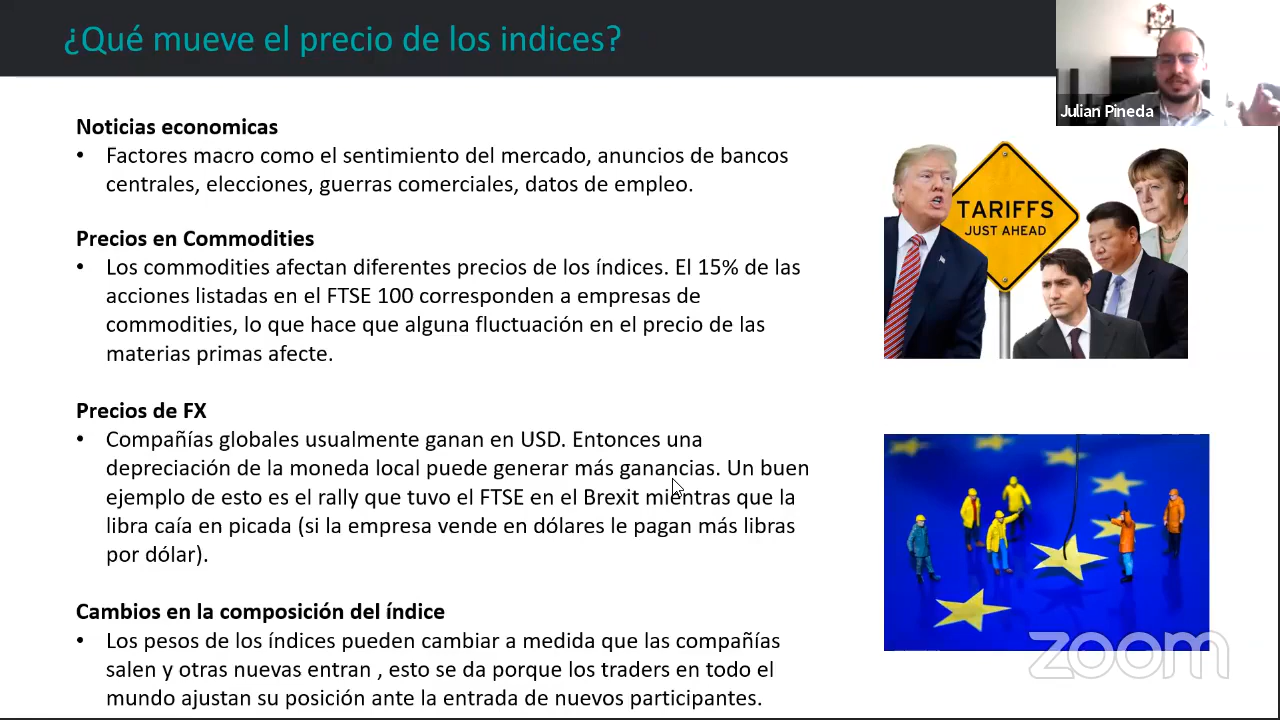 ¿Qué mueve el precio de los indices?
Julian Pineda
Noticias economicas
• Factores macro como el sentimiento del mercado, anuncios de bancos
centrales, elecciones, guerras comerciales, datos de empleo.
TARIFFS
JUST AHEAD
Precios en Commodities
• Los commodities afectan diferentes precios de los índices. El 15% de las
acciones listadas en el FTSE 100 corresponden a empresas de
commodities, lo que hace que alguna fluctuación en el precio de las
materias primas afecte.
Precios de FX
• Compañías globales usualmente ganan en USD. Entonces una
depreciación de la moneda local puede generar más ganancias. Un buen
ejemplo de esto es el rally que tuvo el FTSE en el Brexit mientras que la
libra caía en picada (si la empresa vende en dólares le pagan más libras
por dólar).
Cambios en la composición del índice
• Los pesos de los índices pueden cambiar a medida que las compañías
salen y otras nuevas entran , esto se da porque los traders en todo el
mundo ajustan su posición ante la entrada de nuevos participantes.
zoom